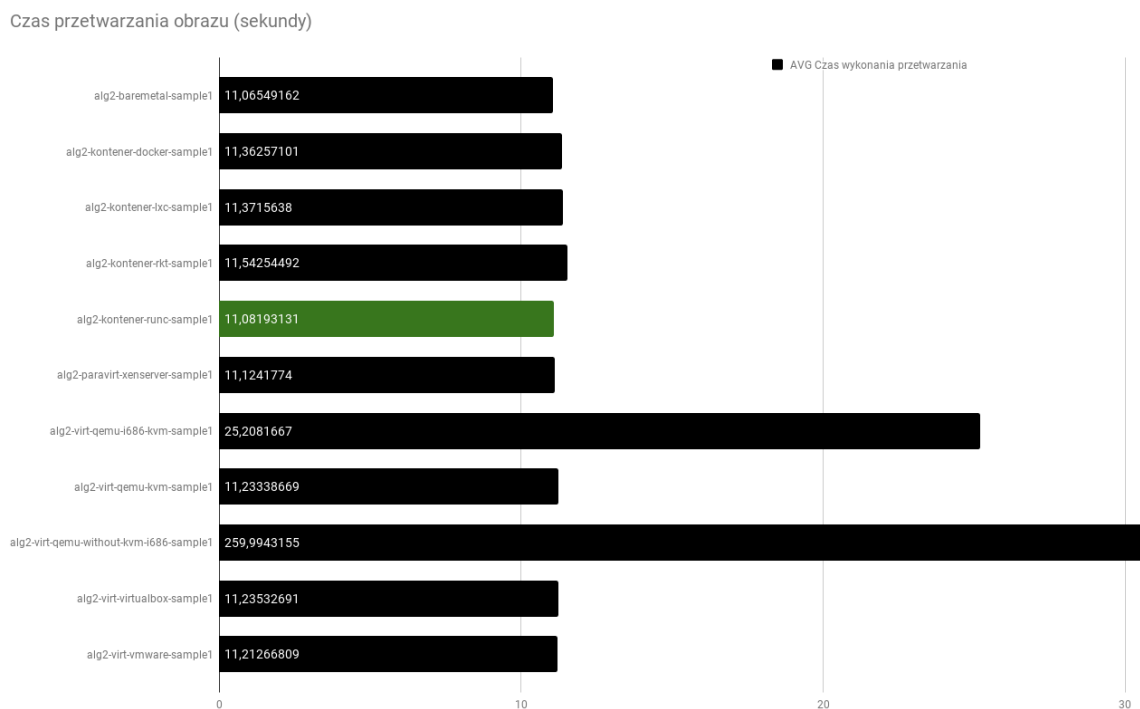 Czas przetwarzania obrazu (sekundy)
AVG Czas wykonania przetwarzania
alg2-baremetal-sample1 11,06549162
alg2-kontener-docker-sample1 11,36257101
alg2-kontener-lxc-sample1 11,3715638
alg2-kontener-rkt-sample1 11,54254492
alg2-kontener-runc-sample1 11,08193131
alg2-paravirt-xenserver-sample1 11,1241774
alg2-virt-qemu-i686-kvm-sample1 25,2081667
alg2-virt-qemu-kvm-sample1 11,23338669
alg2-virt-qemu-without-kvm-i686-sample1 259,9943155
alg2-virt-virtualbox-sample1 11,23532691
alg2-virt-vmware-sample1 11,21266809
0 10 20 30